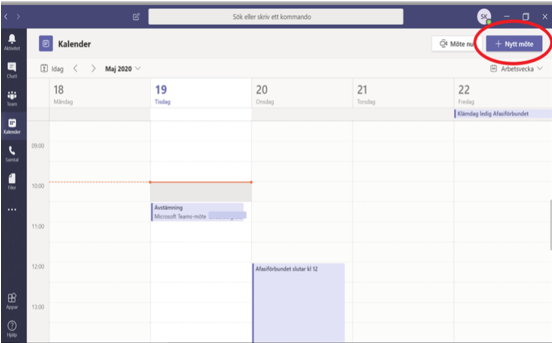 Sök eller skriv ett kommando
SK
Aktivitet
Kalender
Möte nu
+ Nytt möte
Chatt
Idag
Maj 2020
Arbetsvecka
Team
18
Måndag
19
Tisdag
20
Onsdag
21
Torsdag
22
Fredag
Kalender
Klämdag ledig Afasiförbundet
Samtal
09:00
Filer
10:00
Avstämning
Microsoft Teams-möte
11:00
12:00
Afasiförbundet slutar kl 12
Appar
13:00
Hjälp